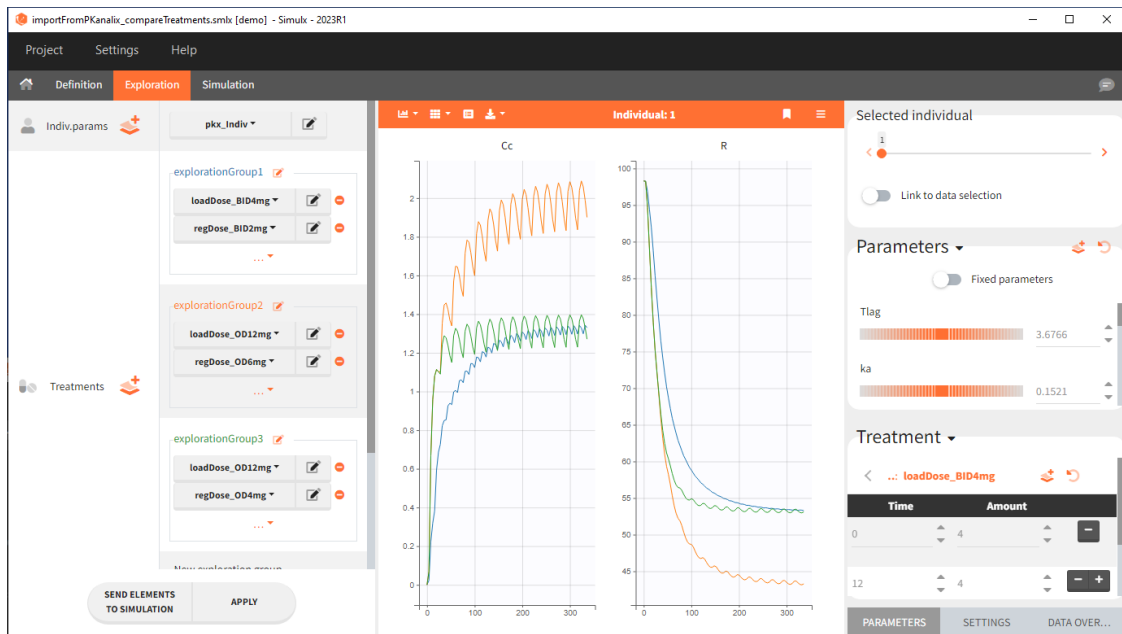 importFromPKanalix_compareTreatments.smlx [demo] - Simulx - 2023R1
Project Settings Help
Definition Exploration Simulation
Indiv.params
pkx_Indiv
explorationGroup1
loadDose_BID4mg
regDose_BID2mg
...
explorationGroup2
loadDose_OD12mg
regDose_OD6mg
...
Treatments
explorationGroup3
loadDose_OD12mg
regDose_OD4mg
...
New exploration group
SEND ELEMENTS
TO SIMULATION
APPLY
Individual: 1
Cc
2
1.8
1.6
1.4
1.2
1
0.8
0.6
0.4
0.2
0
0 100 200 300
R
100
95
90
85
80
75
70
65
60
55
50
45
0 100 200 300
Selected individual
1
Link to data selection
Parameters
Fixed parameters
Tlag
3.6766
ka
0.1521
Treatment
..: loadDose_BID4mg
Time Amount
0 4
12 4
PARAMETERS SETTINGS DATA OVER...